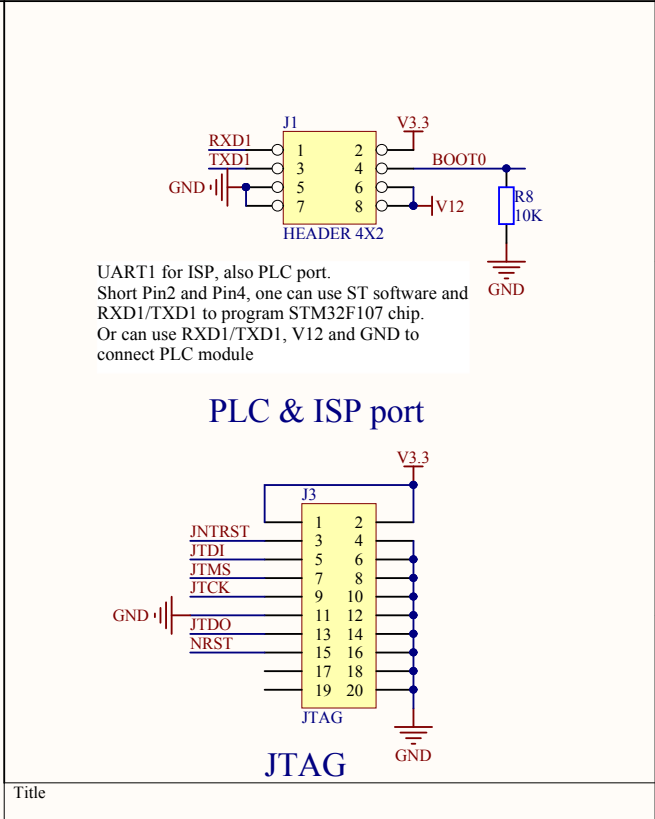 J1
V3.3
RXD1
1 2
BOOT0
TXD1
3 4
GND
5 6
R8
7 8
V12
10K
HEADER 4X2
GND
UART1 for ISP, also PLC port.
Short Pin2 and Pin4, one can use ST software and
RXD1/TXD1 to program STM32F107 chip.
Or can use RXD1/TXD1, V12 and GND to
connect PLC module
PLC & ISP port
V3.3
J3
1 2
JNTRST
3 4
JTDI
5 6
JTMS
7 8
JTCK
9 10
GND
11 12
JTDO
13 14
NRST
15 16
17 18
19 20
JTAG
GND
JTAG
Title